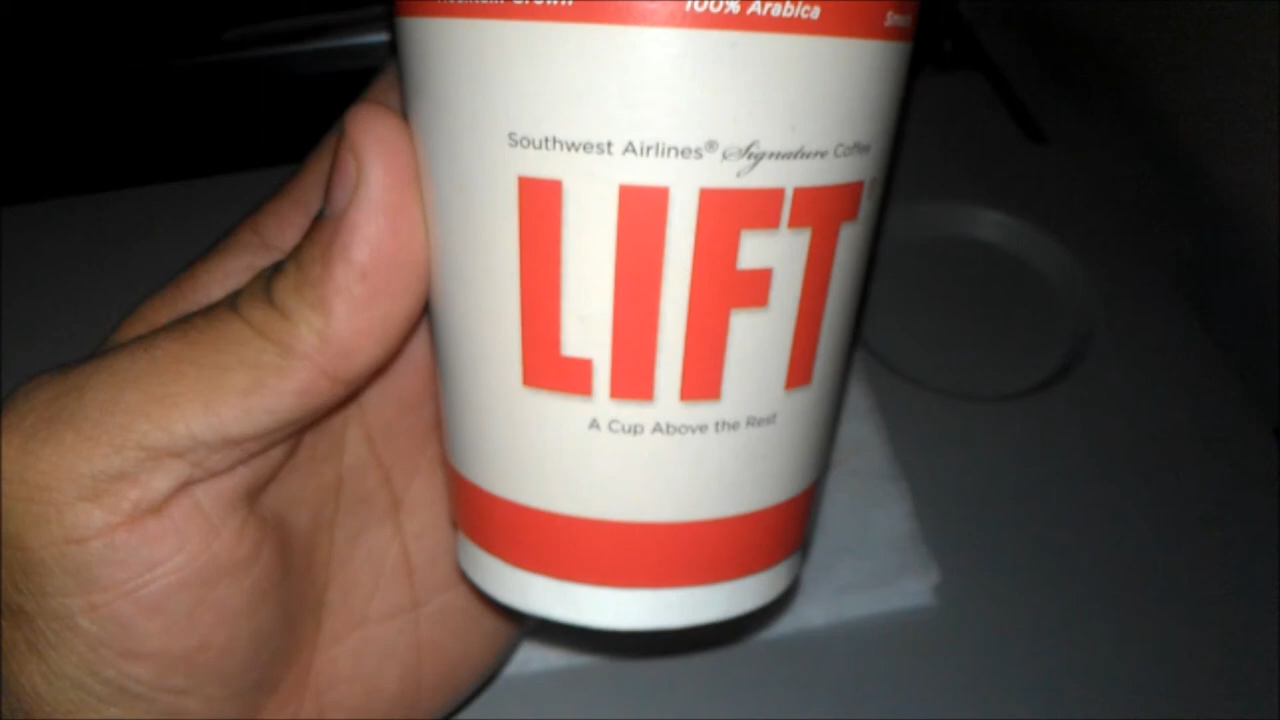 100% Arabica
Southwest Airlines® Signature Coffee
LIFT
A Cup Above the Rest